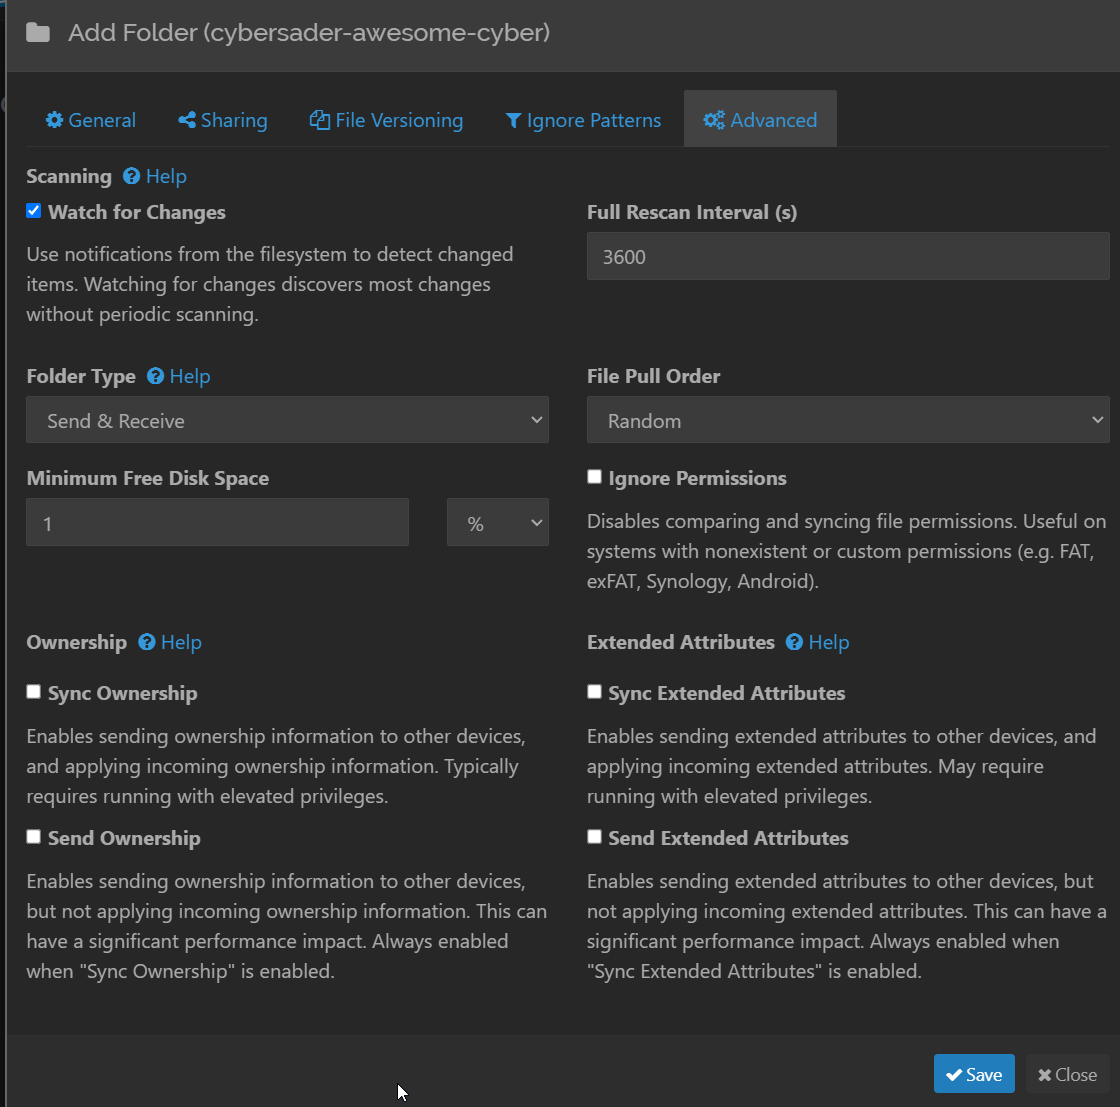 Add Folder (cybersader-awesome-cyber)
General
Sharing
File Versioning
Ignore Patterns
Advanced
Scanning Help
Watch for Changes
Use notifications from the filesystem to detect changed
items. Watching for changes discovers most changes
without periodic scanning.
Full Rescan Interval (s)
3600
Folder Type Help
Send & Receive
File Pull Order
Random
Minimum Free Disk Space
1
%
Ignore Permissions
Disables comparing and syncing file permissions. Useful on
systems with nonexistent or custom permissions (e.g. FAT,
exFAT, Synology, Android).
Ownership Help
Sync Ownership
Enables sending ownership information to other devices,
and applying incoming ownership information. Typically
requires running with elevated privileges.
Send Ownership
Enables sending ownership information to other devices,
but not applying incoming ownership information. This can
have a significant performance impact. Always enabled
when "Sync Ownership" is enabled.
Extended Attributes Help
Sync Extended Attributes
Enables sending extended attributes to other devices, and
applying incoming extended attributes. May require
running with elevated privileges.
Send Extended Attributes
Enables sending extended attributes to other devices, but
not applying incoming extended attributes. This can have a
significant performance impact. Always enabled when
"Sync Extended Attributes" is enabled.
Save
Close